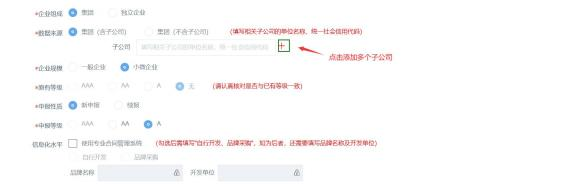 *企业组成 集团 独立企业
*数据来源 集团（含子公司） 集团（不含子公司） （填写相关子公司的单位名称、统一社会信用代码）
子公司 填写相关子公司的单位名称、统一社会信用代码 +
点击添加多个子公司
*企业规模 一般企业 小微企业
*原有等级 AAA AA A 无 （确认离核对是否与已有等级一致）
*申报性质 新申报 续报
*申报等级 AAA AA A
信息化水平 使用专业合同管理系统 （勾选后需填写“自行开发、品牌采购”，如为后者，还需要填写品牌名称及开发单位）
自行开发 品牌采购
品牌名称 开发单位